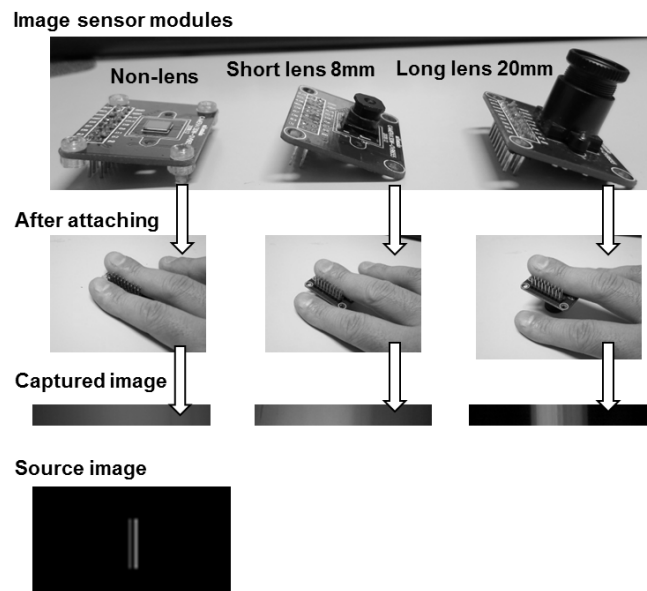 Image sensor modules
Non-lens
Short lens 8mm
Long lens 20mm
After attaching
Captured image
Source image